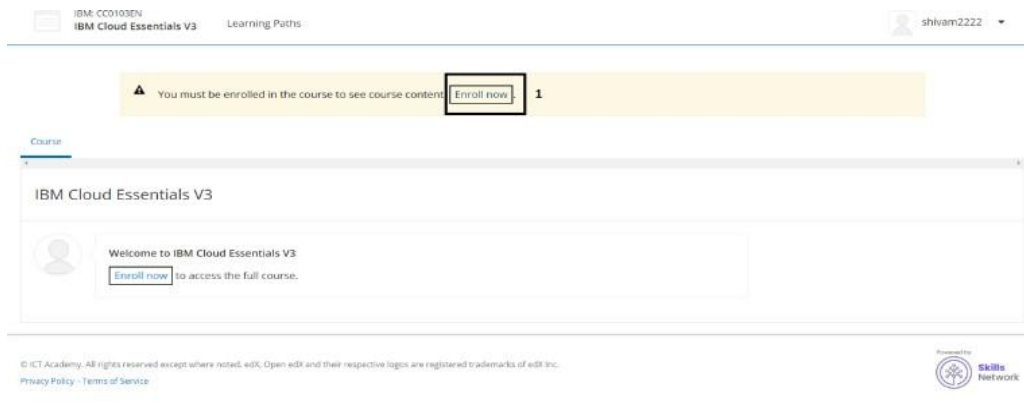 IBM: CC0103EN
IBM Cloud Essentials V3
Learning Paths
shivam2222
You must be enrolled in the course to see course content Enroll now. 1
Course
IBM Cloud Essentials V3
Welcome to IBM Cloud Essentials V3
Enroll now to access the full course.
© ICT Academy. All rights reserved except where noted. edX, Open edX and their respective logos are registered trademarks of edX Inc.
Privacy Policy - Terms of Service
Powered by
Skills
Network